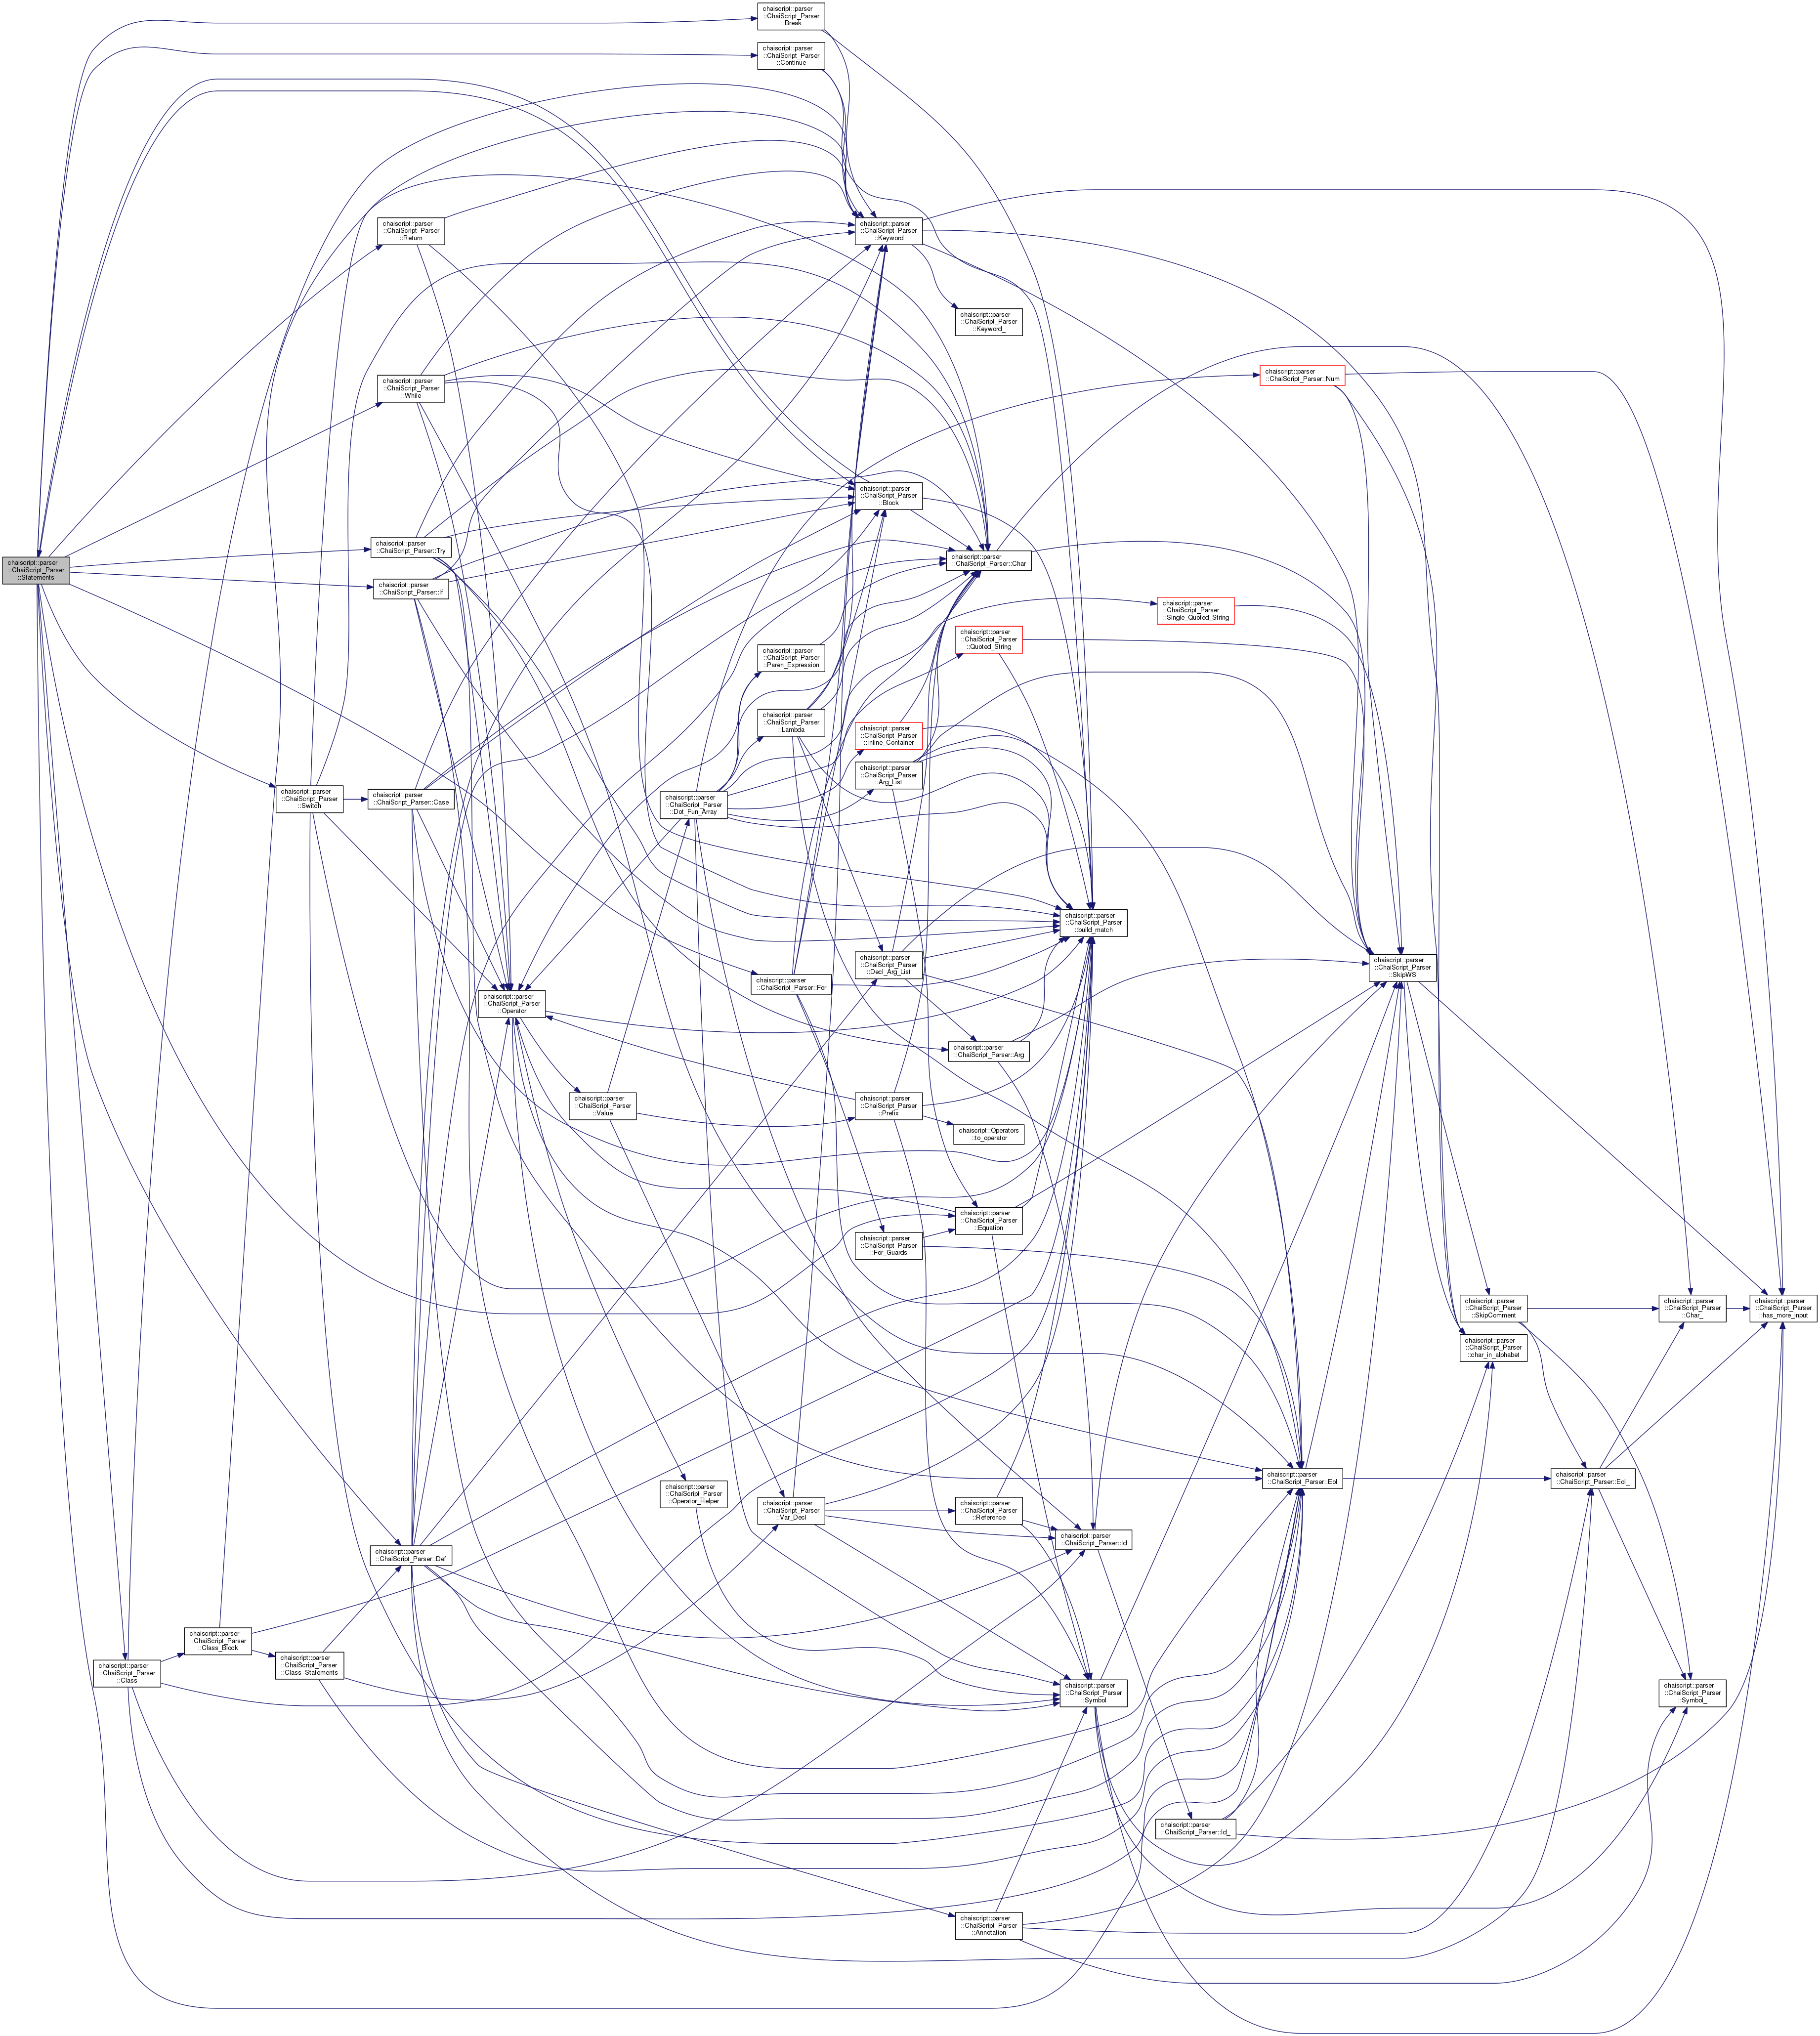 chaiscript::parser
::ChaiScript_Parser
::Break
chaiscript::parser
::ChaiScript_Parser
::Continue
chaiscript::parser
::ChaiScript_Parser
::Return
chaiscript::parser
::ChaiScript_Parser
::Keyword
chaiscript::parser
::ChaiScript_Parser
::Keyword_
chaiscript::parser
::ChaiScript_Parser::Num
chaiscript::parser
::ChaiScript_Parser
::While
chaiscript::parser
::ChaiScript_Parser
::Block
chaiscript::parser
::ChaiScript_Parser::Try
chaiscript::parser
::ChaiScript_Parser::Char
chaiscript::parser
::ChaiScript_Parser
::Statements
chaiscript::parser
::ChaiScript_Parser::If
chaiscript::parser
::ChaiScript_Parser
::Single_Quoted_String
chaiscript::parser
::ChaiScript_Parser
::Quoted_String
chaiscript::parser
::ChaiScript_Parser
::Paren_Expression
chaiscript::parser
::ChaiScript_Parser
::Lambda
chaiscript::parser
::ChaiScript_Parser
::Inline_Container
chaiscript::parser
::ChaiScript_Parser
::Arg_List
chaiscript::parser
::ChaiScript_Parser
::Switch
chaiscript::parser
::ChaiScript_Parser::Case
chaiscript::parser
::ChaiScript_Parser
::Dot_Fun_Array
chaiscript::parser
::ChaiScript_Parser
::build_match
chaiscript::parser
::ChaiScript_Parser
::Decl_Arg_List
chaiscript::parser
::ChaiScript_Parser
::SkipWS
chaiscript::parser
::ChaiScript_Parser::For
chaiscript::parser
::ChaiScript_Parser
::Operator
chaiscript::parser
::ChaiScript_Parser::Arg
chaiscript::parser
::ChaiScript_Parser
::Value
chaiscript::parser
::ChaiScript_Parser
::Prefix
chaiscript::Operators
::to_operator
chaiscript::parser
::ChaiScript_Parser
::Equation
chaiscript::parser
::ChaiScript_Parser
::For_Guards
chaiscript::parser
::ChaiScript_Parser
::SkipComment
chaiscript::parser
::ChaiScript_Parser
::Char_
chaiscript::parser
::ChaiScript_Parser
::has_more_input
chaiscript::parser
::ChaiScript_Parser
::char_in_alphabet
chaiscript::parser
::ChaiScript_Parser::Eol
chaiscript::parser
::ChaiScript_Parser::Eol_
chaiscript::parser
::ChaiScript_Parser
::Operator_Helper
chaiscript::parser
::ChaiScript_Parser
::Var_Decl
chaiscript::parser
::ChaiScript_Parser
::Reference
chaiscript::parser
::ChaiScript_Parser::Id
chaiscript::parser
::ChaiScript_Parser::Def
chaiscript::parser
::ChaiScript_Parser
::Class_Block
chaiscript::parser
::ChaiScript_Parser
::Class_Statements
chaiscript::parser
::ChaiScript_Parser
::Class
chaiscript::parser
::ChaiScript_Parser
::Symbol
chaiscript::parser
::ChaiScript_Parser
::Symbol_
chaiscript::parser
::ChaiScript_Parser::Id_
chaiscript::parser
::ChaiScript_Parser
::Annotation